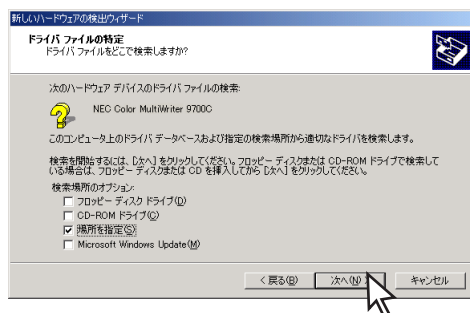 新しいハードウェアの検出ウィザード
ドライバ ファイルの特定
ドライバ ファイルをどこで検索しますか?
次のハードウェア デバイスのドライバ ファイルの検索:
NEC Color MultiWriter 9700C
このコンピュータ上のドライバ データベースおよび指定の検索場所から適切なドライバを検索します。
検索を開始するには、[次へ] をクリックしてください。フロッピー ディスクまたは CD-ROM ドライブで検索して
いる場合は、フロッピー ディスクまたは CD を挿入してから [次へ] をクリックしてください。
検索場所のオプション:
フロッピー ディスク ドライブ(D)
CD-ROM ドライブ(C)
場所を指定(S)
Microsoft Windows Update(M)
< 戻る(B)
次へ(N)
キャンセル